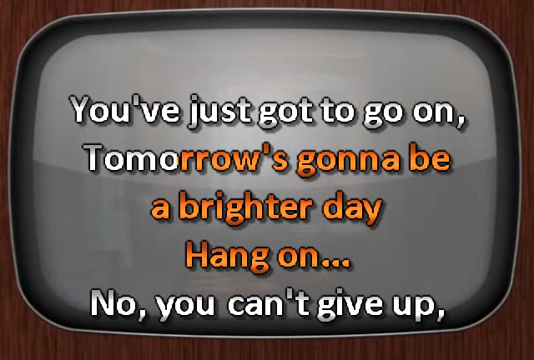 You've just got to go on,
Tomorrow's gonna be
a brighter day
Hang on...
No, you can't give up,